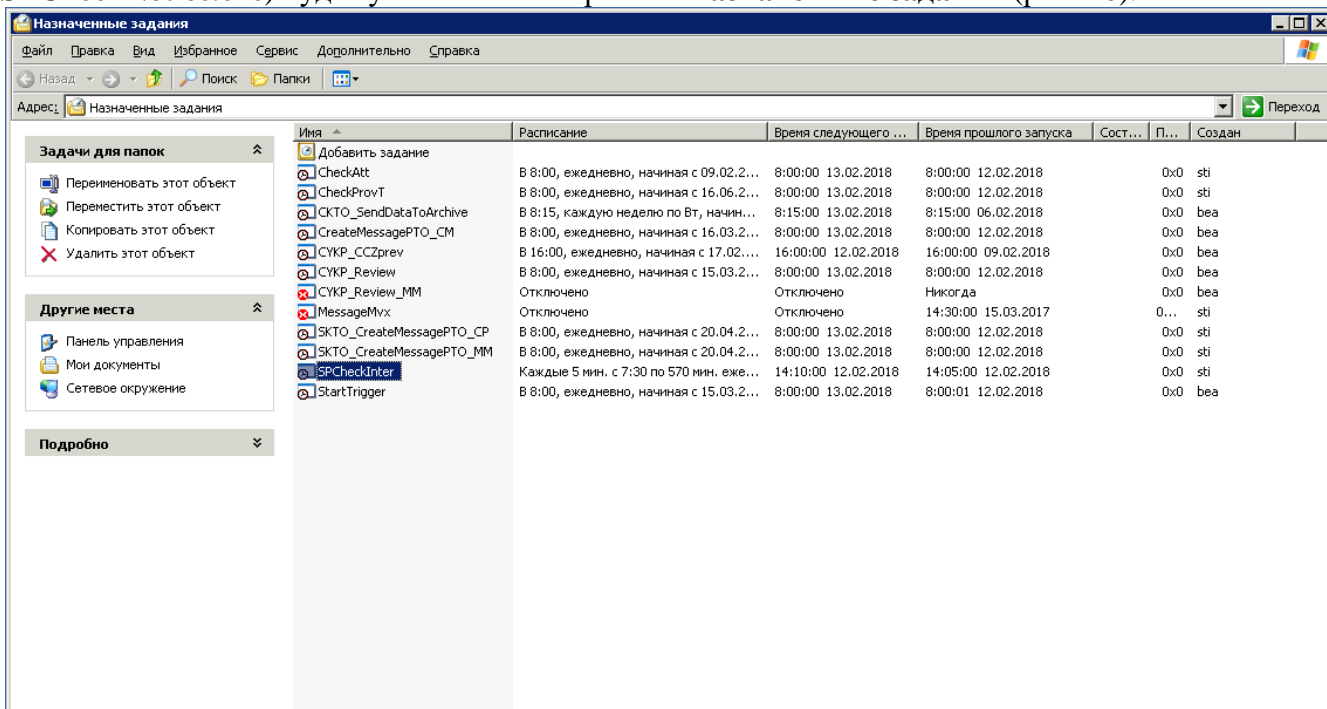 Назначенные задания
Файл Правка Вид Избранное Сервис Дополнительно Справка
Назад Поиск Папки
Адрес: Назначенные задания Переход
Задачи для папок
Переименовать этот объект
Переместить этот объект
Копировать этот объект
Удалить этот объект
Другие места
Панель управления
Мои документы
Сетевое окружение
Подробно
Имя Расписание Время следующего ... Время прошлого запуска Сост... П... Создан
Добавить задание
CheckAtt В 8:00, ежедневно, начиная с 09.02.2... 8:00:00 13.02.2018 8:00:00 12.02.2018 0x0 sti
CheckProvT В 8:00, ежедневно, начиная с 16.06.2... 8:00:00 13.02.2018 8:00:00 12.02.2018 0x0 sti
CKTO_SendDataToArchive В 8:15, каждую неделю по Вт, начин... 8:15:00 13.02.2018 8:15:00 06.02.2018 0x0 bea
CreateMessagePTO_CM В 8:00, ежедневно, начиная с 16.03.2... 8:00:00 13.02.2018 8:00:00 12.02.2018 0x0 bea
CYKP_CCZprev В 16:00, ежедневно, начиная с 17.02.... 16:00:00 12.02.2018 16:00:00 09.02.2018 0x0 bea
CYKP_Review В 8:00, ежедневно, начиная с 15.03.2... 8:00:00 13.02.2018 8:00:00 12.02.2018 0x0 bea
CYKP_Review_MM Отключено Отключено Никогда 0x0 bea
MessageMvx Отключено Отключено 14:30:00 15.03.2017 0... sti
SKTO_CreateMessagePTO_CP В 8:00, ежедневно, начиная с 20.04.2... 8:00:00 13.02.2018 8:00:00 12.02.2018 0x0 sti
SKTO_CreateMessagePTO_MM В 8:00, ежедневно, начиная с 20.04.2... 8:00:00 13.02.2018 8:00:00 12.02.2018 0x0 sti
SPCheckInter Каждые 5 мин. с 7:30 по 570 мин. еже... 14:10:00 12.02.2018 14:05:00 12.02.2018 0x0 sti
StartTrigger В 8:00, ежедневно, начиная с 15.03.2... 8:00:00 13.02.2018 8:00:01 12.02.2018 0x0 bea